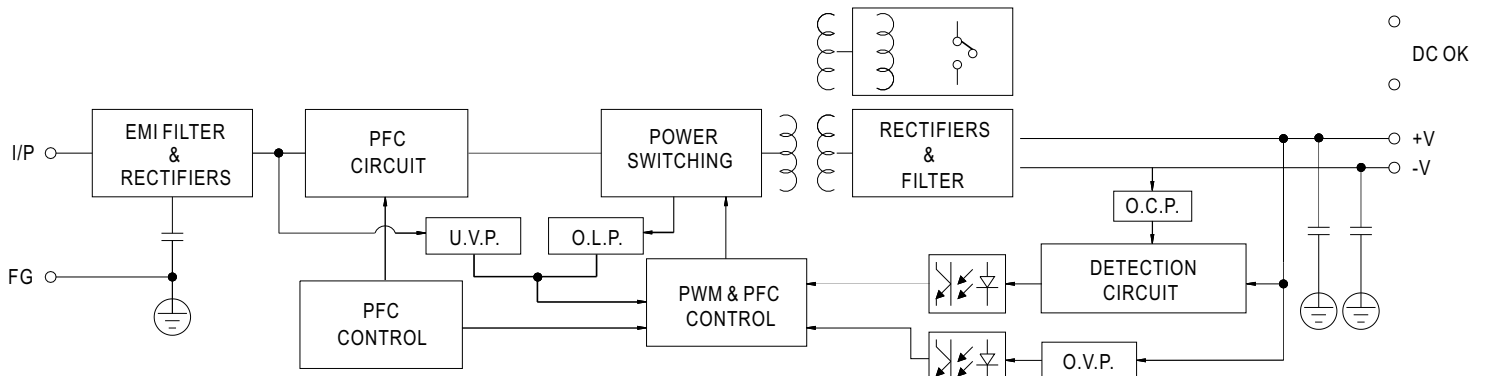 DC OK
I/P
EMI FILTER
&
RECTIFIERS
PFC
CIRCUIT
POWER
SWITCHING
RECTIFIERS
&
FILTER
+V
-V
O.C.P.
U.V.P.
O.L.P.
FG
PFC
CONTROL
PWM & PFC
CONTROL
DETECTION
CIRCUIT
O.V.P.